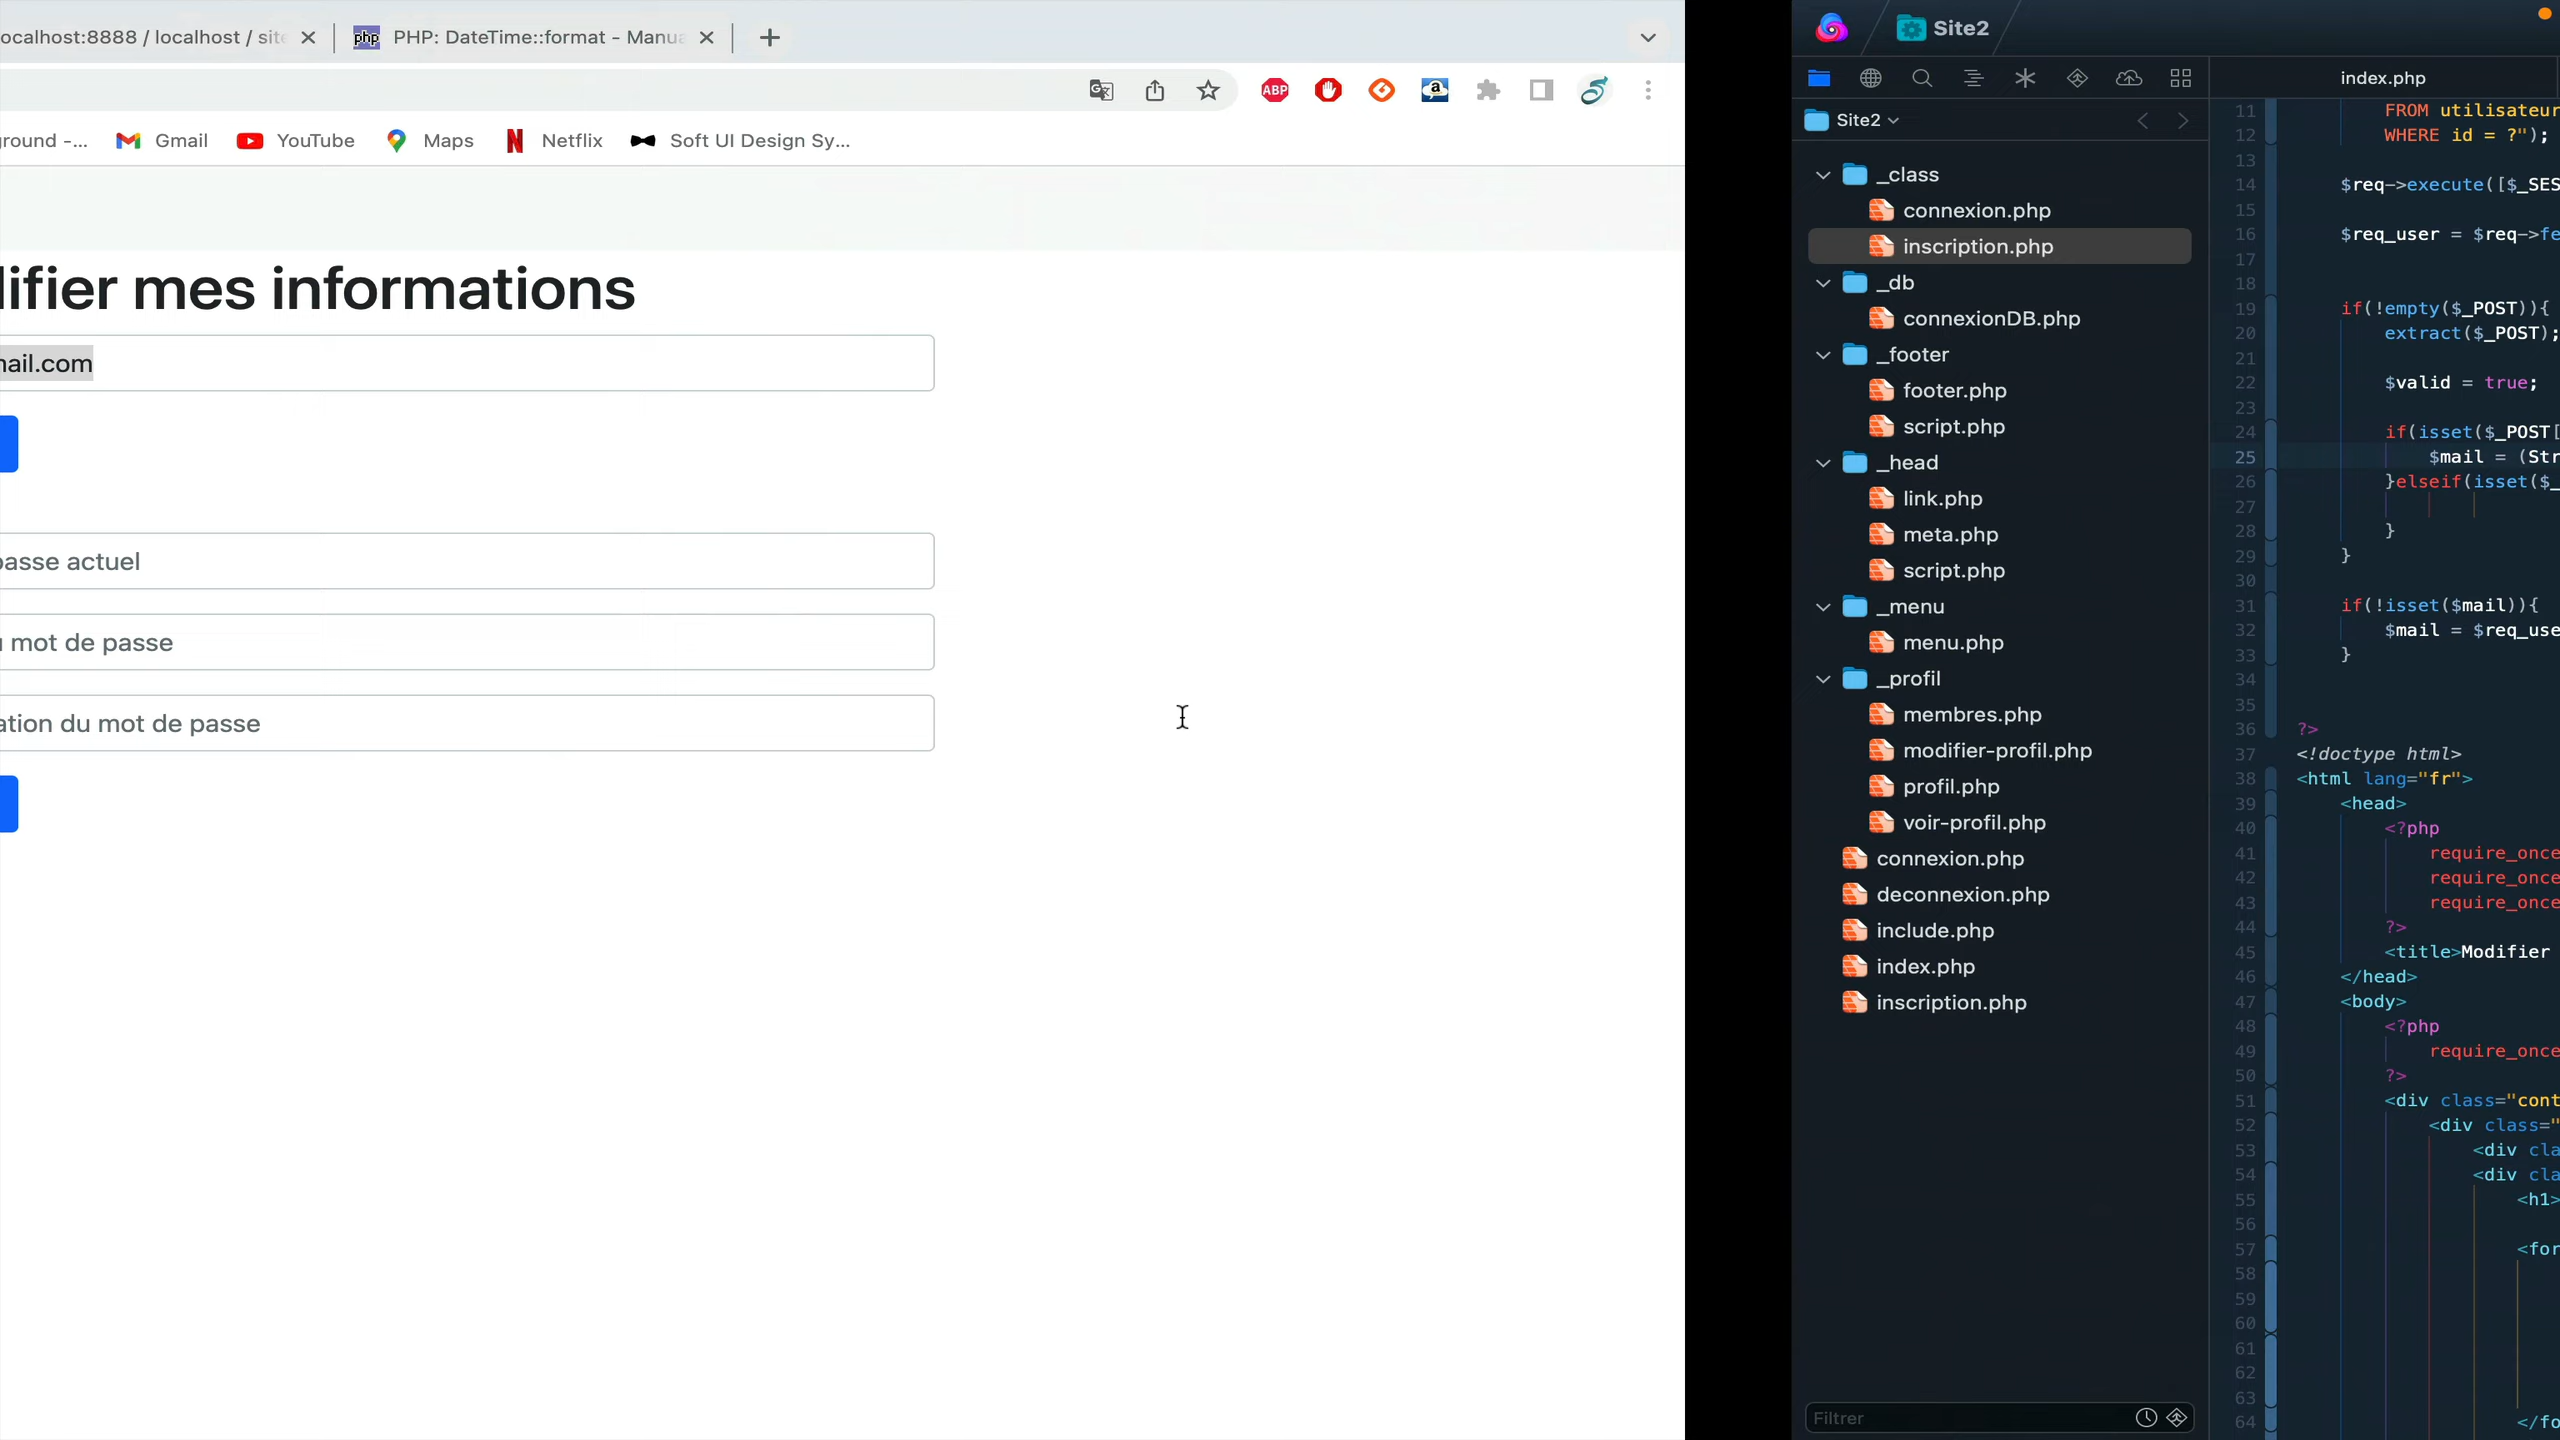 ocalhost:8888 / localhost / site
php PHP: DateTime::format - Manua
ABP
a
round -...
Gmail
YouTube
Maps
Netflix
Soft UI Design Sy...
lifier mes informations
mail.com
passe actuel
mot de passe
ation du mot de passe
Site2
index.php
Site2
_class
connexion.php
inscription.php
_db
connexionDB.php
_footer
footer.php
script.php
_head
link.php
meta.php
script.php
_menu
menu.php
_profil
membres.php
modifier-profil.php
profil.php
voir-profil.php
connexion.php
deconnexion.php
include.php
index.php
inscription.php
Filtrer
11 FROM utilisateur
12 WHERE id = ?");
13
14 $req->execute([$_SES
15
16 $req_user = $req->fe
17
18
19 if(!empty($_POST)){
20 extract($_POST);
21
22 $valid = true;
23
24 if(isset($_POST[
25 $mail = (Str
26 }elseif(isset($_
27
28 }
29 }
30
31 if(!isset($mail)){
32 $mail = $req_use
33 }
34
35
36 ?>
37 <!doctype html>
38 <html lang="fr">
39 <head>
40 <?php
41 require_once
42 require_once
43 require_once
44 ?>
45 <title>Modifier
46 </head>
47 <body>
48 <?php
49 require_once
50 ?>
51 <div class="cont
52 <div class="
53 <div cla
54 <div cla
55 <h1>
56
57 <for
58
59
60
61
62
63
64 </fo